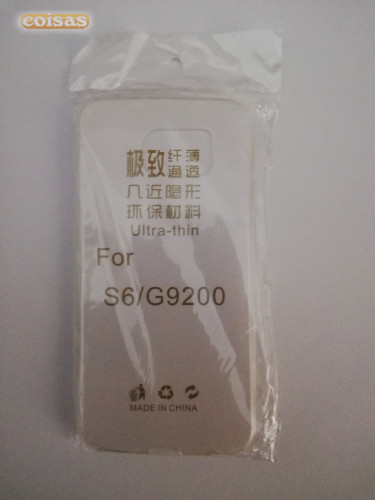 coisas
极致纤薄
通透
几近隐形
环保材料
Ultra-thin
For
S6/G9200
MADE IN CHINA